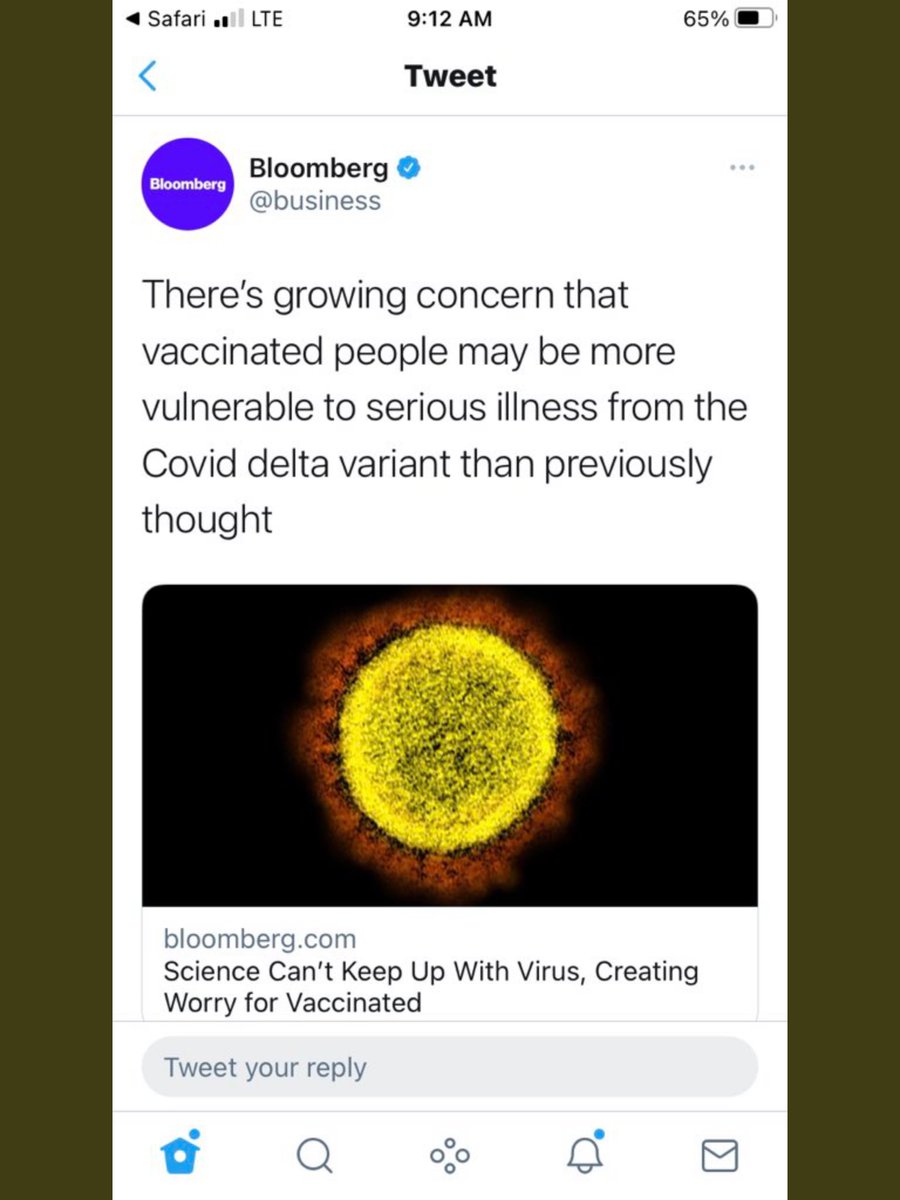 Safari LTE 9:12 AM 65%
Tweet
Bloomberg
Bloomberg
@business
There’s growing concern that
vaccinated people may be more
vulnerable to serious illness from the
Covid delta variant than previously
thought
bloomberg.com
Science Can’t Keep Up With Virus, Creating
Worry for Vaccinated
Tweet your reply